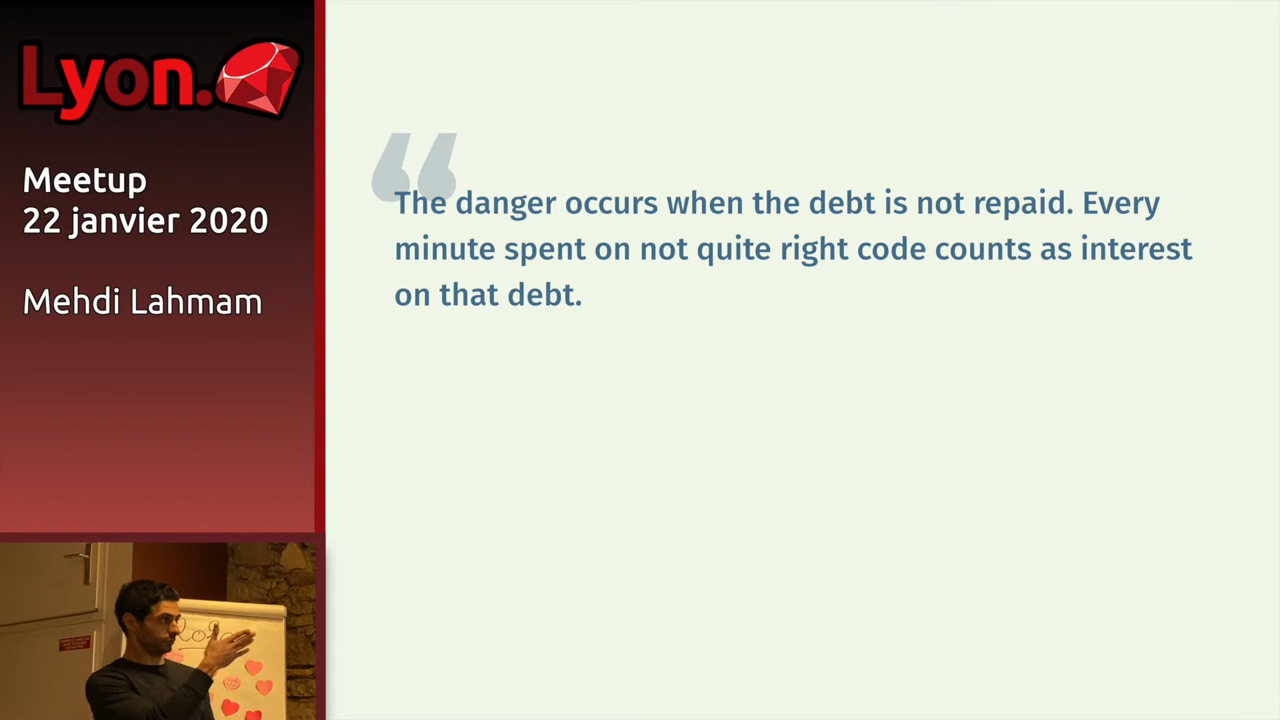 Lyon.
Meetup
22 janvier 2020
Mehdi Lahmam
“
The danger occurs when the debt is not repaid. Every
minute spent on not quite right code counts as interest
on that debt.